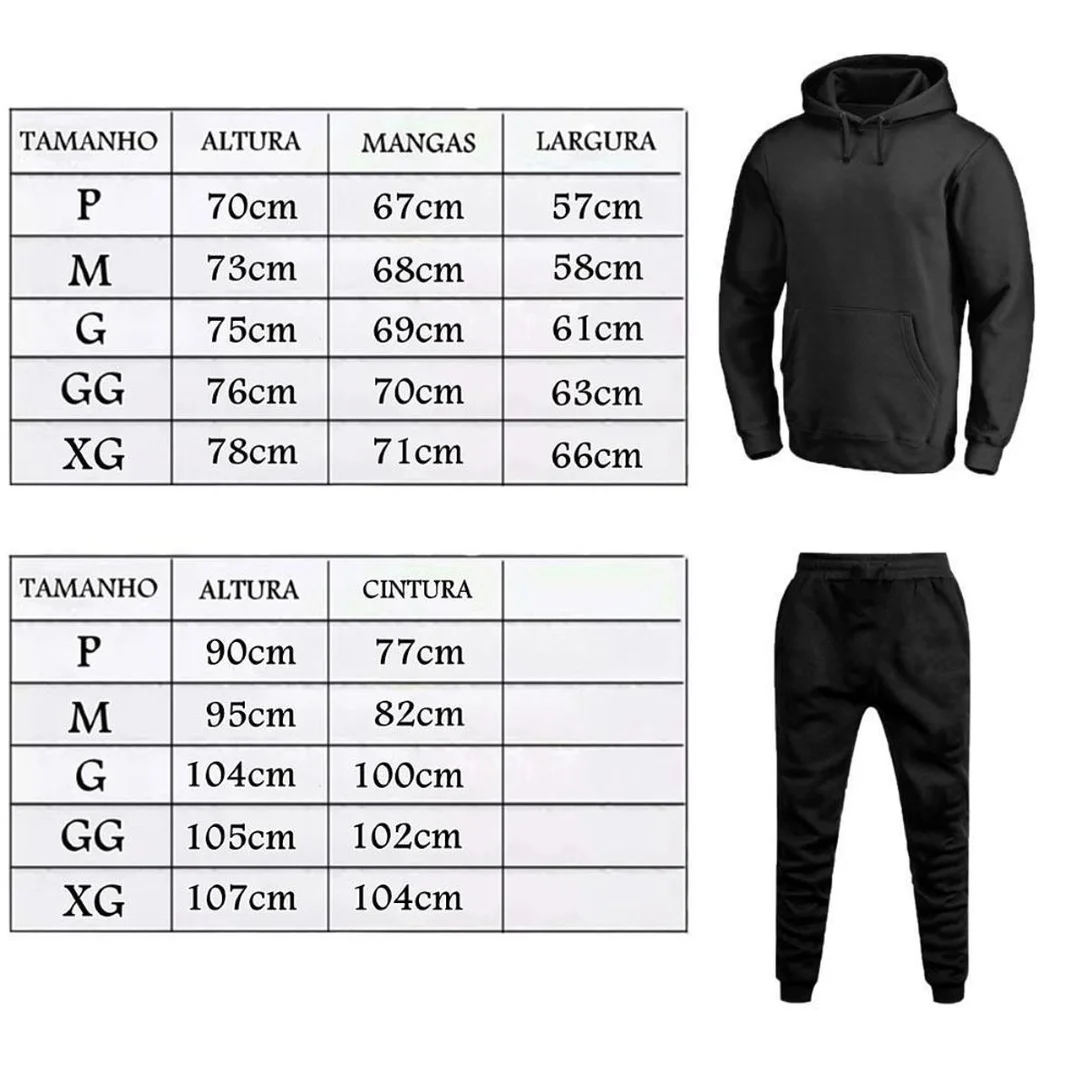 TAMANHO ALTURA MANGAS LARGURA
P 70cm 67cm 57cm
M 73cm 68cm 58cm
G 75cm 69cm 61cm
GG 76cm 70cm 63cm
XG 78cm 71cm 66cm
TAMANHO ALTURA CINTURA
P 90cm 77cm
M 95cm 82cm
G 104cm 100cm
GG 105cm 102cm
XG 107cm 104cm